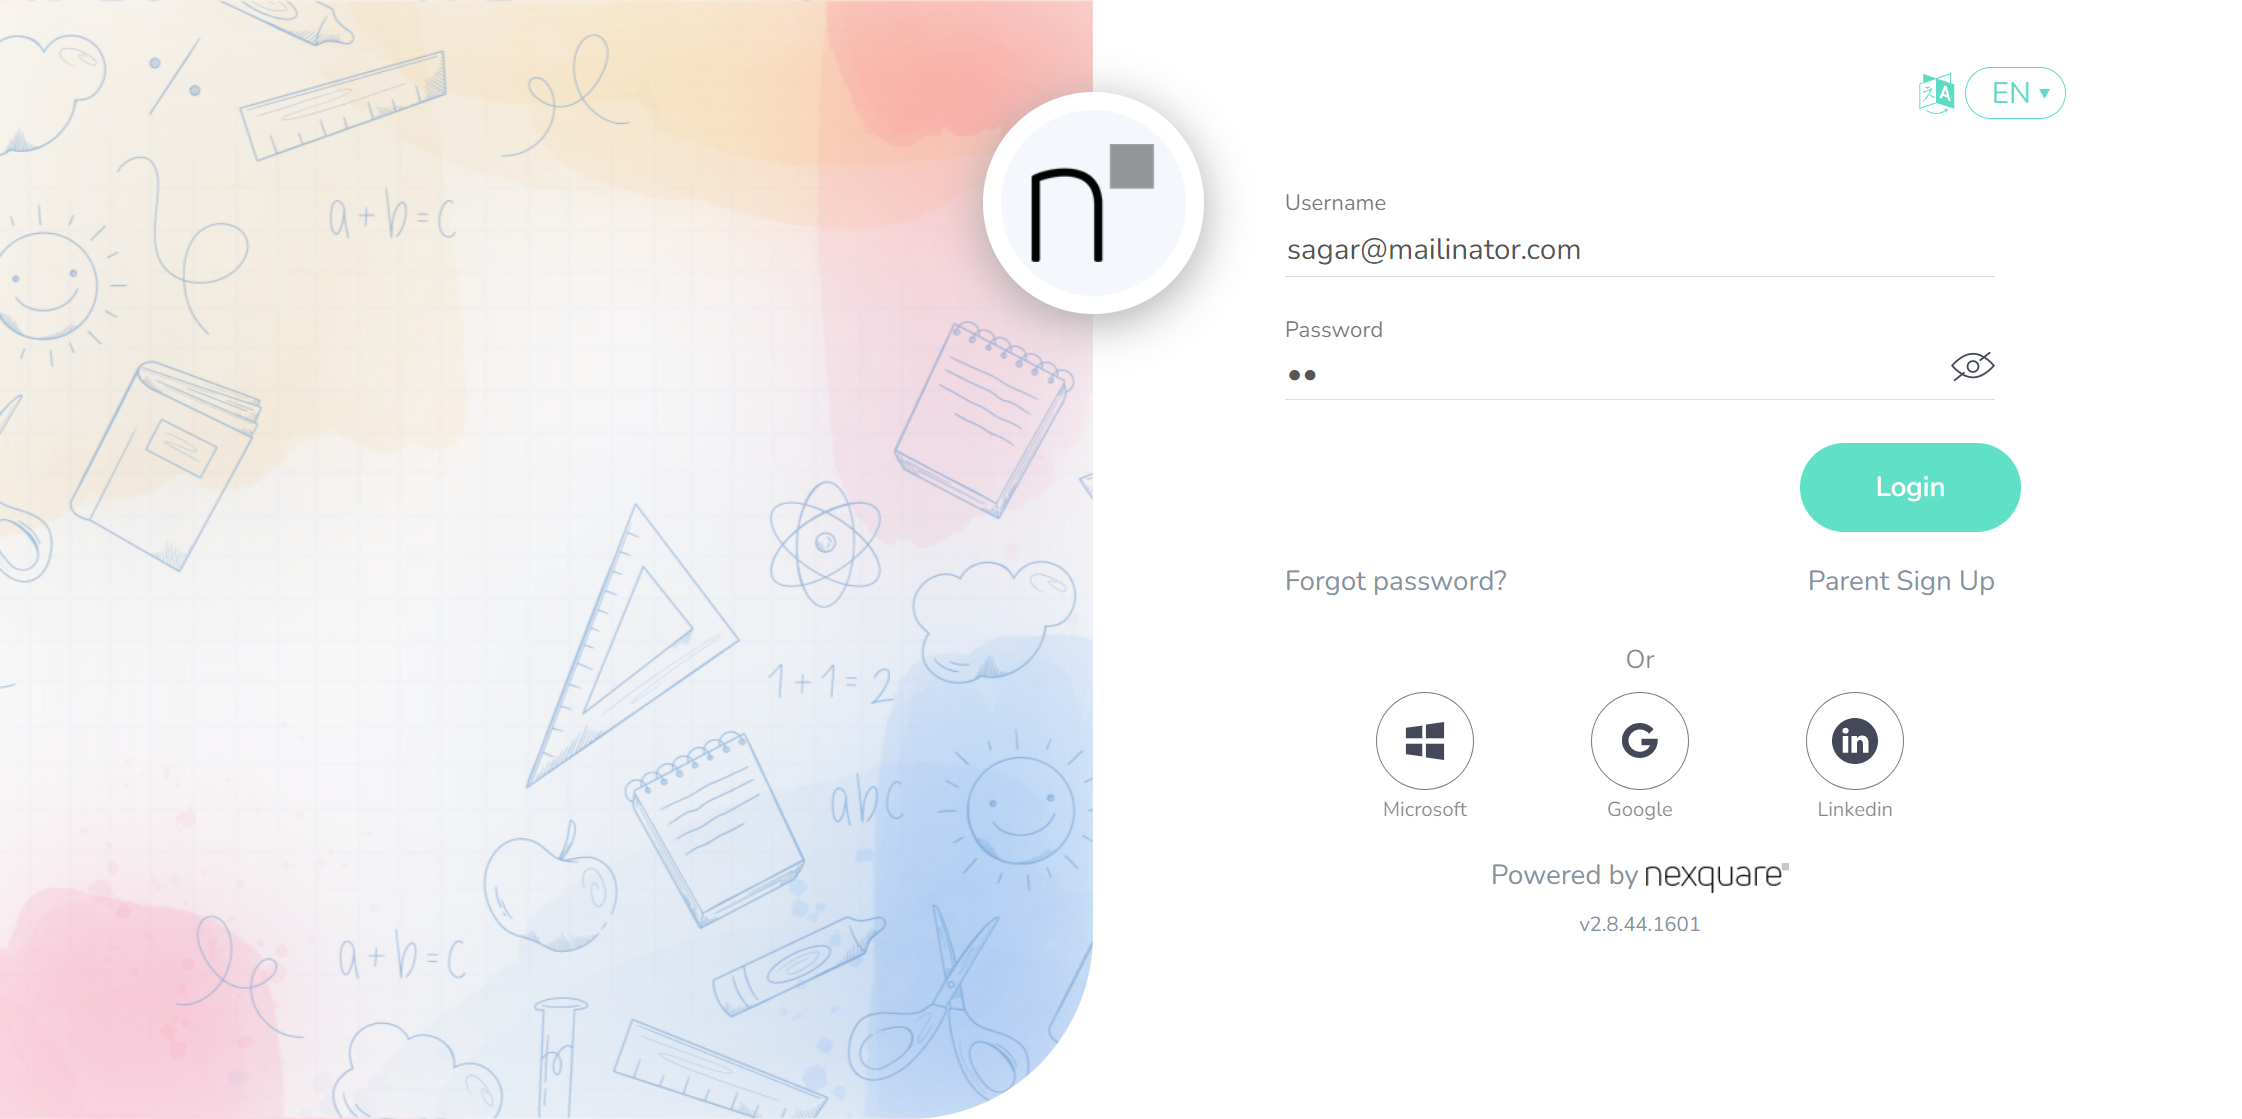 a+b=c
1+1=2
abc
a+b=c
n
EN
Username
sagar@mailinator.com
Password
••
Login
Forgot password?
Parent Sign Up
Or
Microsoft
Google
Linkedin
Powered by nexquare
v2.8.44.1601